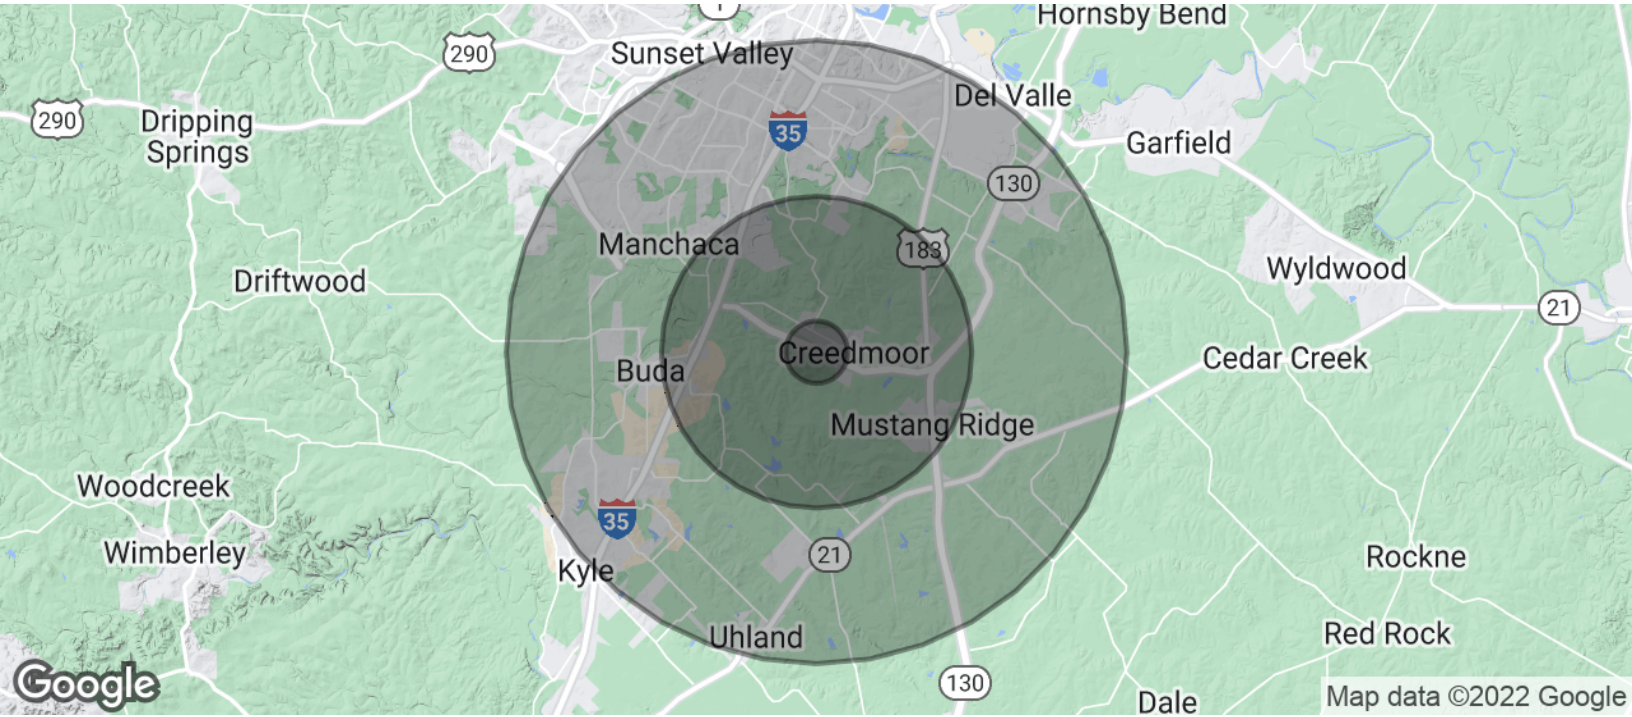 1
Hornsby Bend
290
Sunset Valley
Del Valle
290
Dripping
Springs
35
Garfield
130
Manchaca
183
Wyldwood
Driftwood
21
Creedmoor
Cedar Creek
Buda
Mustang Ridge
Woodcreek
35
Wimberley
21
Rockne
Kyle
Uhland
Red Rock
Google
130
Map data ©2022 Google
Dale